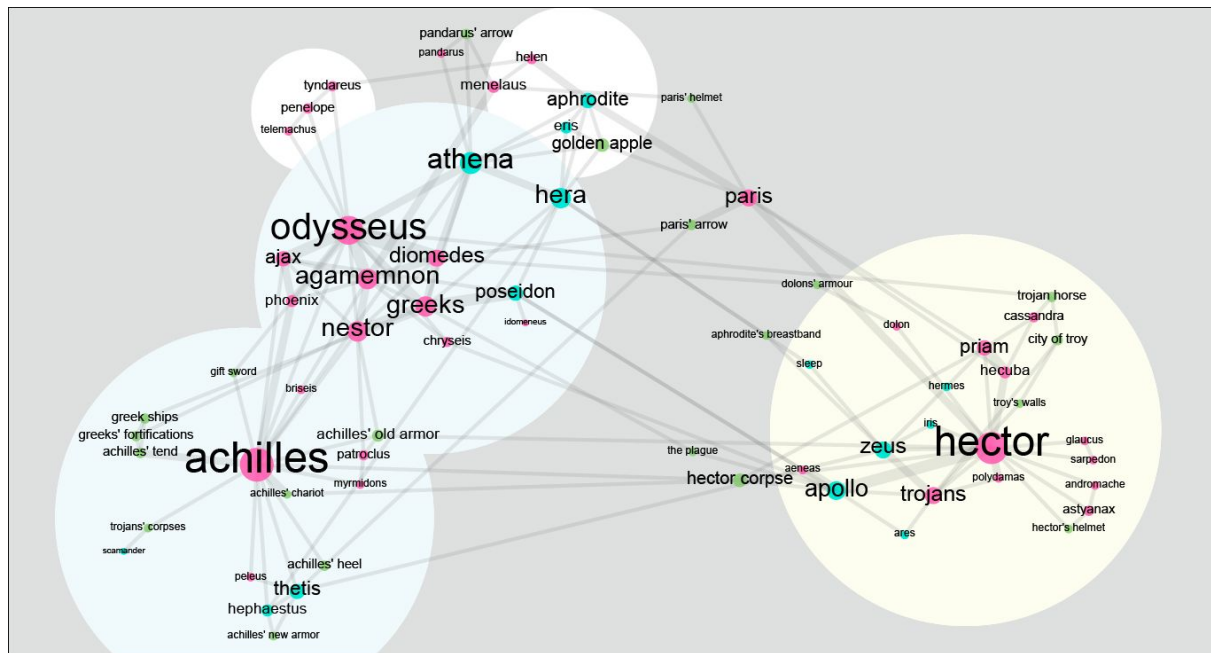 pandarus' arrow
pandarus
helen
tyndareus
menelaus
penelope
aphrodite
paris' helmet
telemachus
eris
golden apple
athena
hera
paris
odysseus
paris' arrow
ajax
diomedes
agamemnon
dolons' armour
poseidon
phoenix
greeks
trojan horse
cassandra
idomeneus
dolon
nestor
aphrodite's breastband
chryseis
priam
city of troy
sleep
gift sword
hecuba
briseis
hermes
troy's walls
greek ships
iris
greeks' fortifications
achilles' old armor
hector
glaucus
achilles' tend
zeus
the plague
patroclus
achilles
sarpedon
aeneas
hector corpse
polydamas
myrmidons
andromache
apollo
trojans
achilles' chariot
astyanax
trojans' corpses
hector's helmet
ares
scamander
achilles' heel
peleus
thetis
hephaestus
achilles' new armor